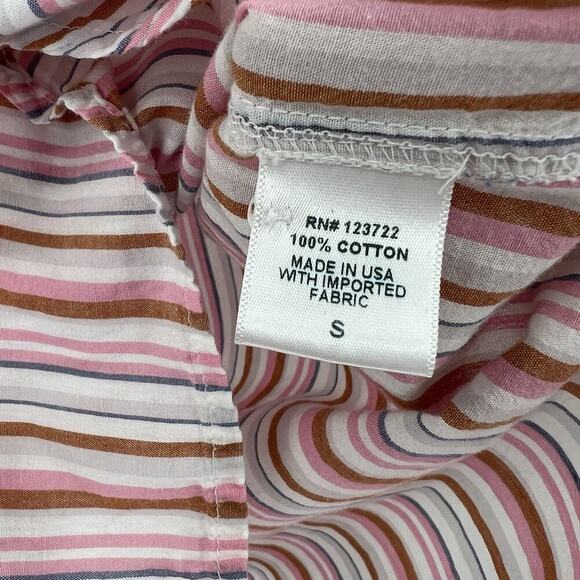 RN# 123722
100% COTTON
MADE IN USA
WITH IMPORTED
FABRIC
S